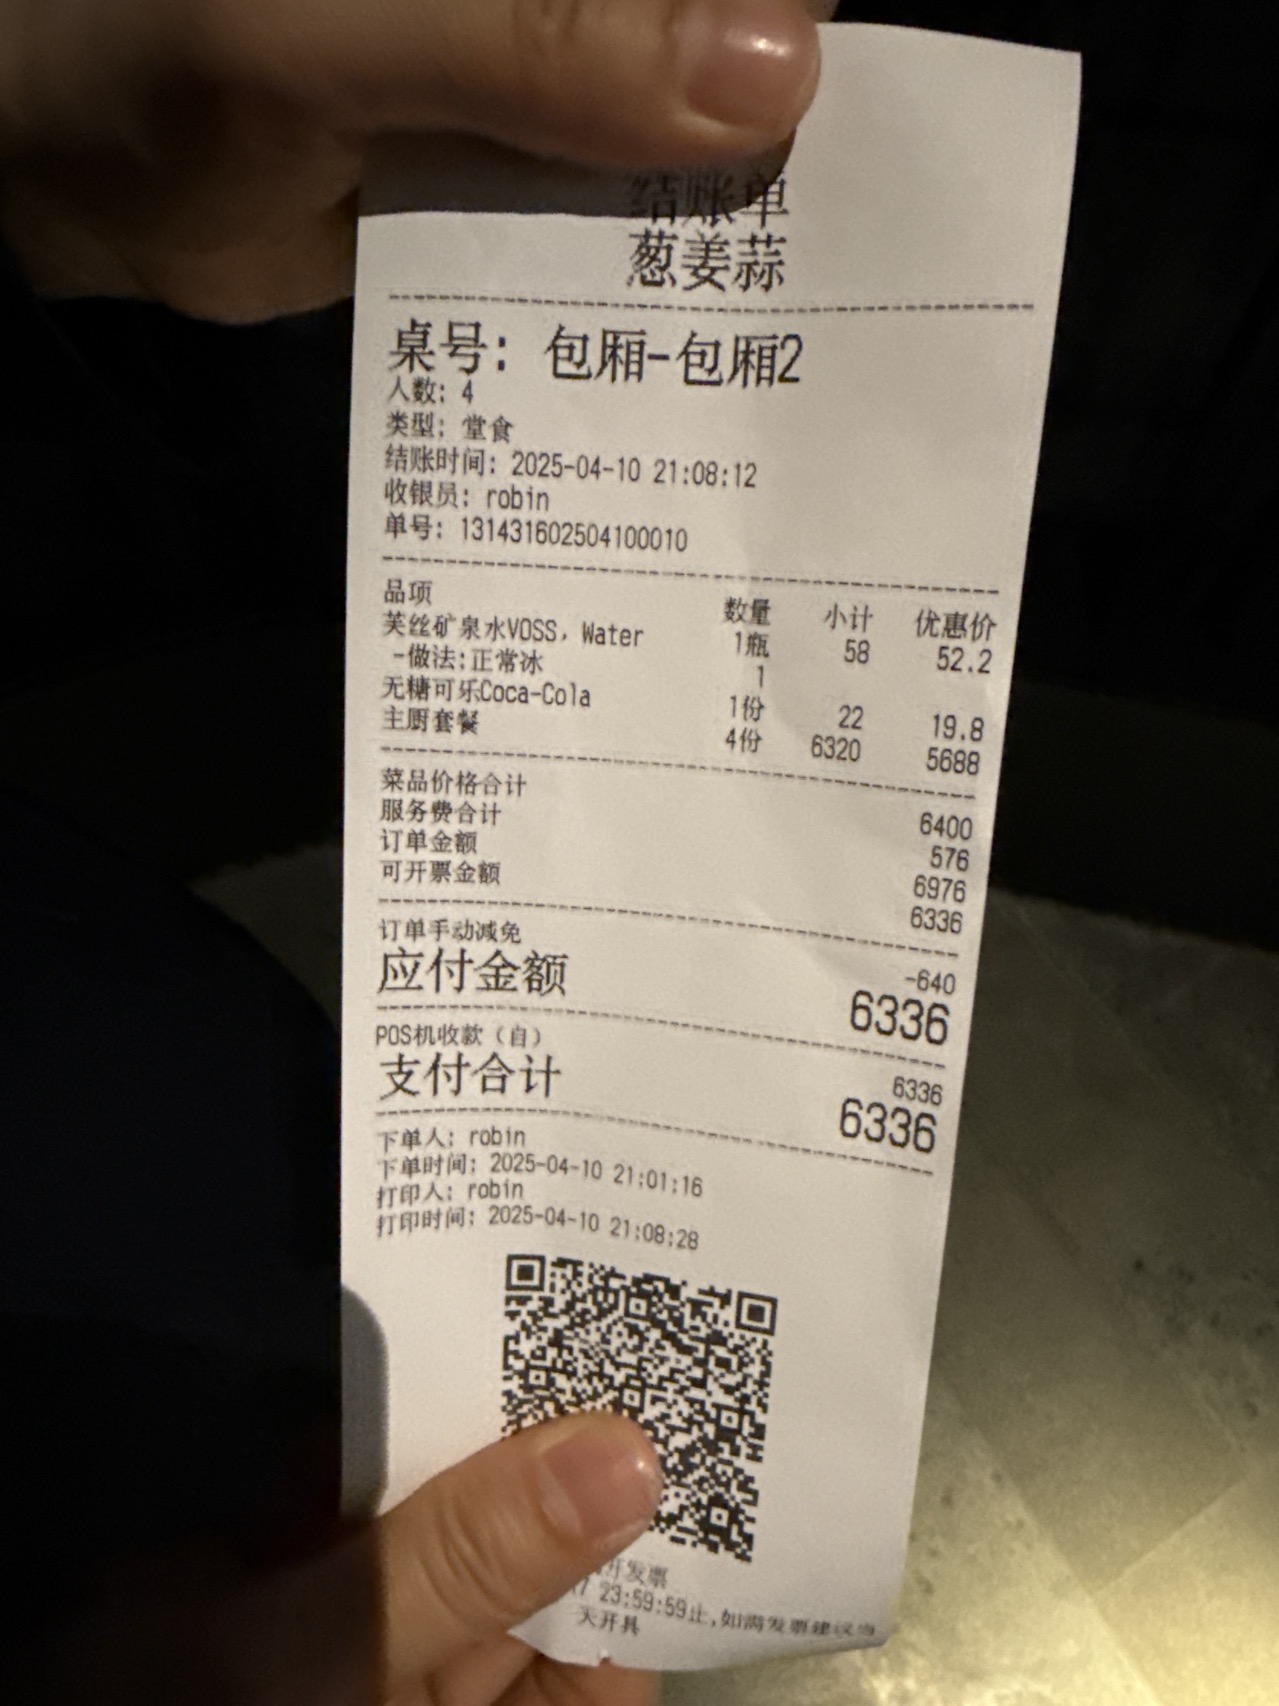 结账单
葱姜蒜
桌号: 包厢-包厢2
人数: 4
类型: 堂食
结账时间: 2025-04-10 21:08:12
收银员: robin
单号: 131431602504100010
品项 数量 小计 优惠价
芙丝矿泉水VOSS, Water 1瓶 58 52.2
-做法:正常冰 1
无糖可乐Coca-Cola 1份 22 19.8
主厨套餐 4份 6320 5688
菜品价格合计 6400
服务费合计 576
订单金额 6976
可开票金额 6336
订单手动减免 -640
应付金额 6336
POS机收款（自） 6336
支付合计 6336
下单人: robin
下单时间: 2025-04-10 21:01:16
打印人: robin
打印时间: 2025-04-10 21:08:28
开发票
23:59:59止,如需发票建议当
天开具